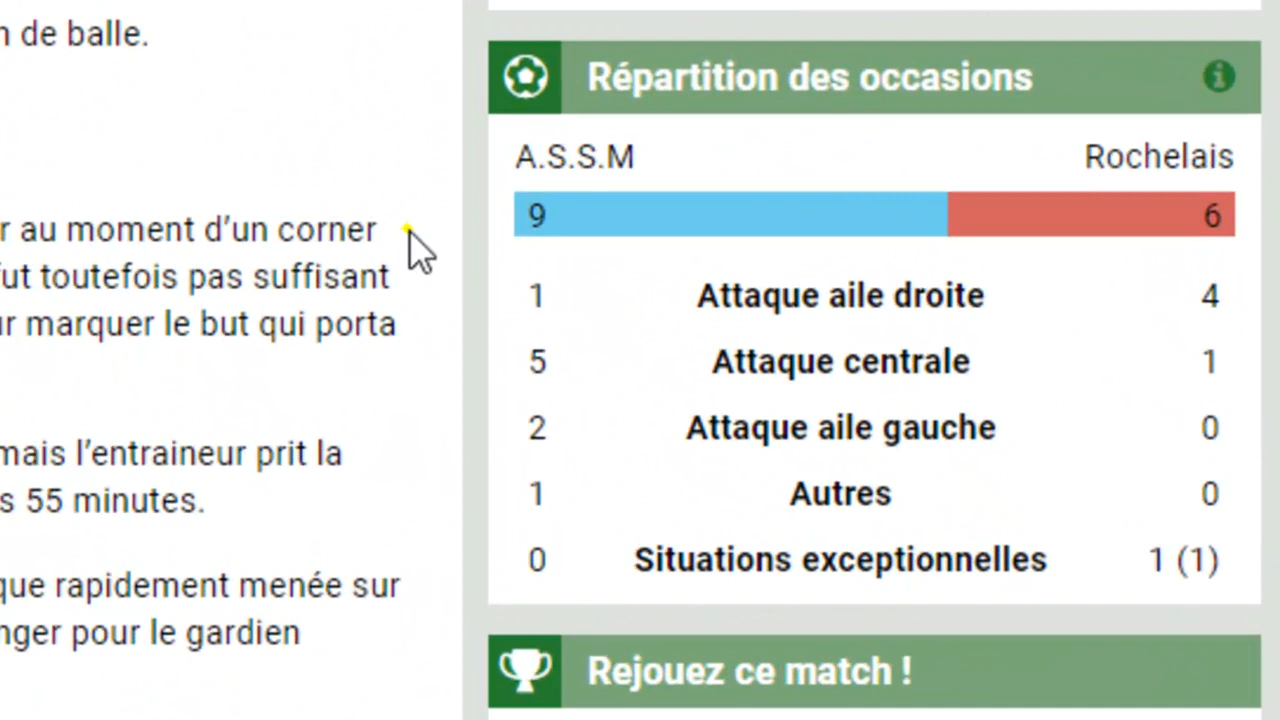 n de balle.
r au moment d'un corner
fut toutefois pas suffisant
ur marquer le but qui porta
mais l'entraineur prit la
s 55 minutes.
que rapidement menée sur
nger pour le gardien
Répartition des occasions
A.S.S.M Rochelais
9 6
1 Attaque aile droite 4
5 Attaque centrale 1
2 Attaque aile gauche 0
1 Autres 0
0 Situations exceptionnelles 1 (1)
Rejouez ce match !